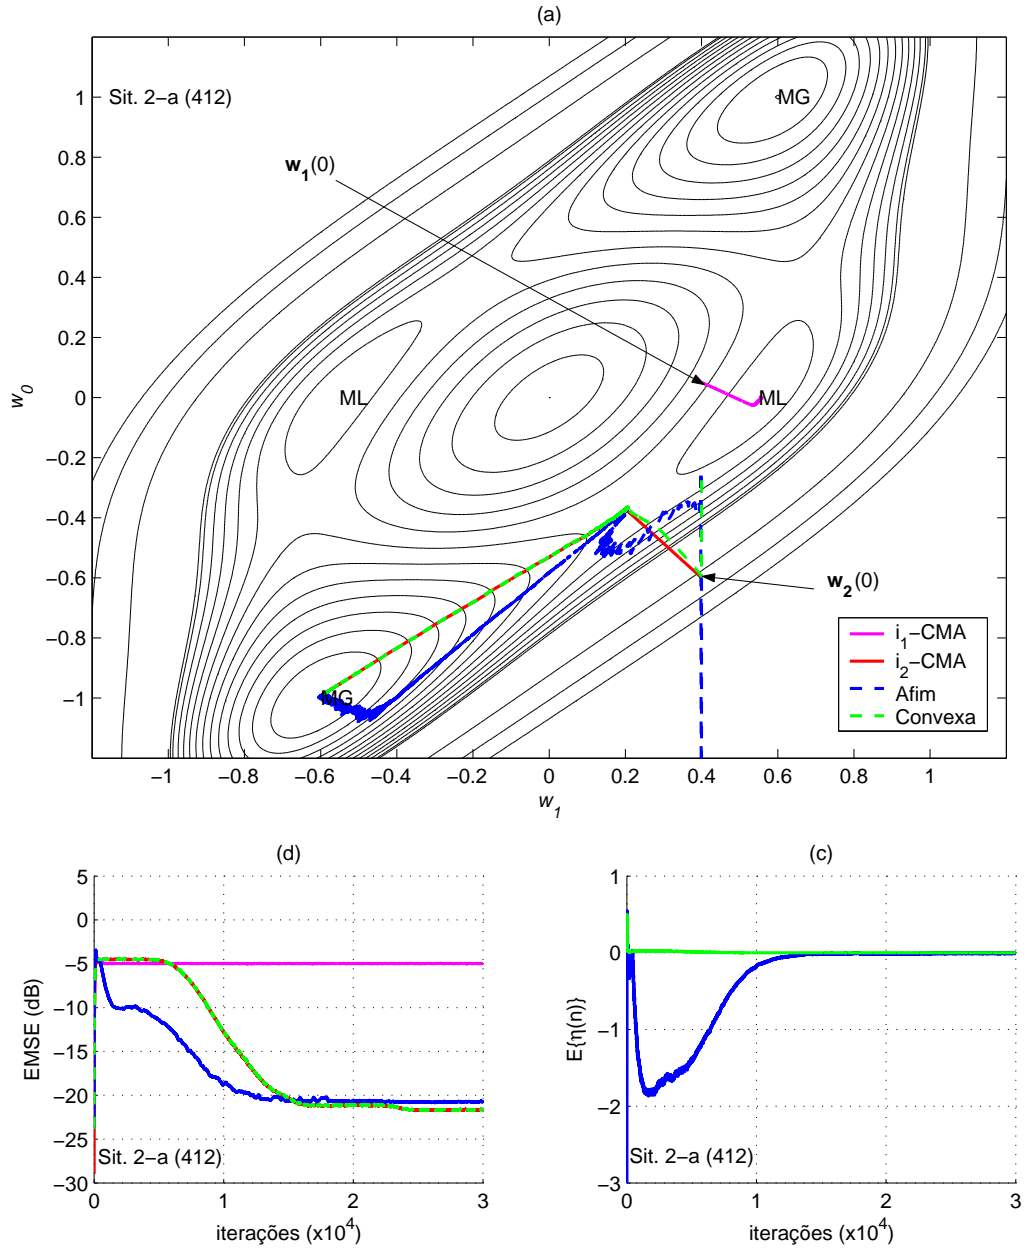 (a)
Sit. 2−a (412)
MG
w1(0)
ML
ML
w2(0)
MG
i1−CMA
i2−CMA
Afim
Convexa
1
0.8
0.6
0.4
0.2
0
−0.2
−0.4
−0.6
−0.8
−1
w0
−1
−0.8
−0.6
−0.4
−0.2
0
0.2
0.4
0.6
0.8
1
w1
(d)
5
0
−5
−10
−15
−20
−25
−30
EMSE (dB)
Sit. 2−a (412)
0
1
2
3
iterações (x10^4)
(c)
1
0
−1
−2
−3
E{η(n)}
Sit. 2−a (412)
0
1
2
3
iterações (x10^4)